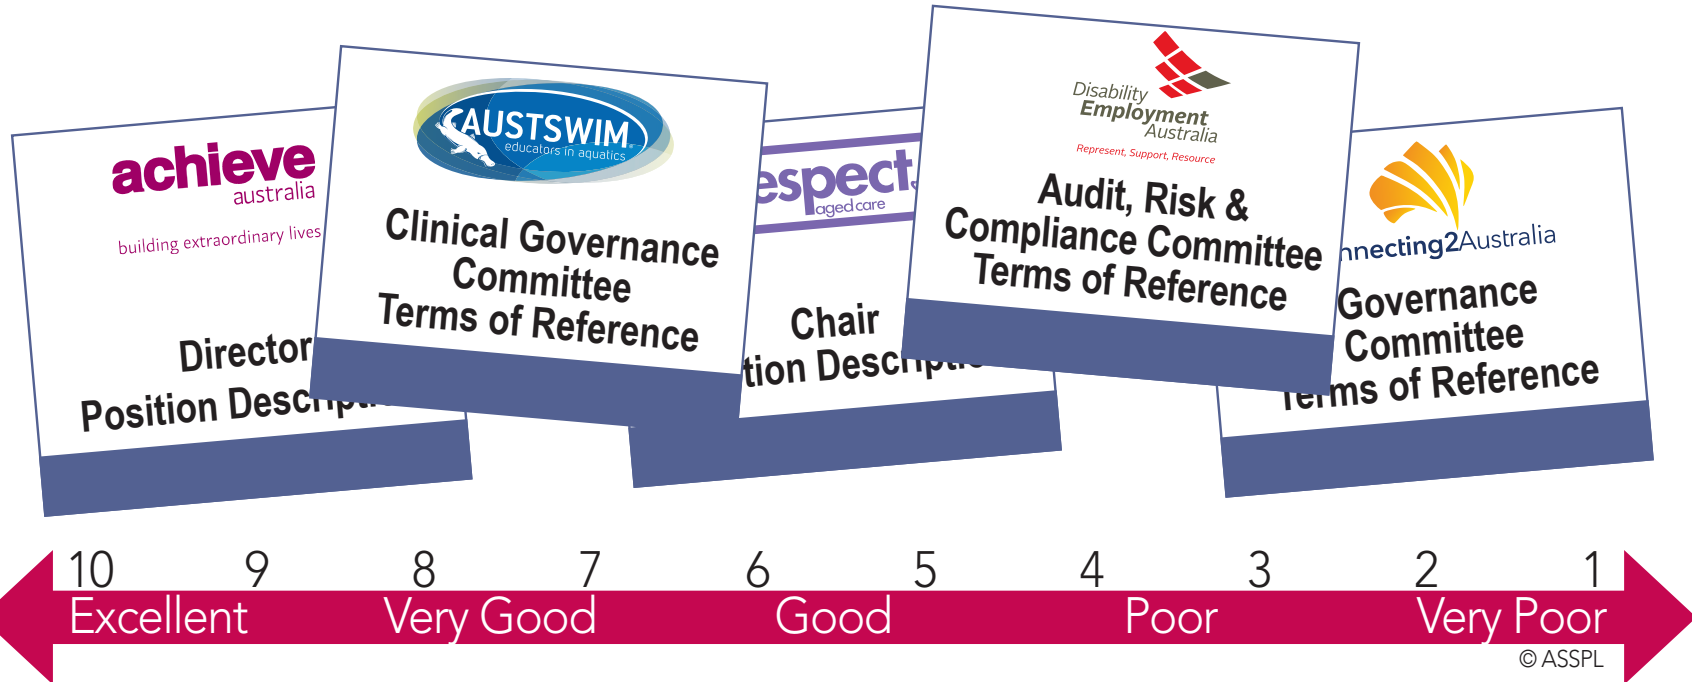 achieve
australia
building extraordinary lives
Director
Position
AUSTSWIM
educators in aquatics
Clinical Governance
Committee
Terms of Reference
espect
aged care
Chair
tion
Disability
Employment
Australia
Represent, Support, Resource
Audit, Risk &
Compliance Committee
Terms of Reference
nnecting2Australia
Governance
Committee
Terms of Reference
10 9 8 7 6 5 4 3 2 1
Excellent Very Good Good Poor Very Poor
© ASSPL